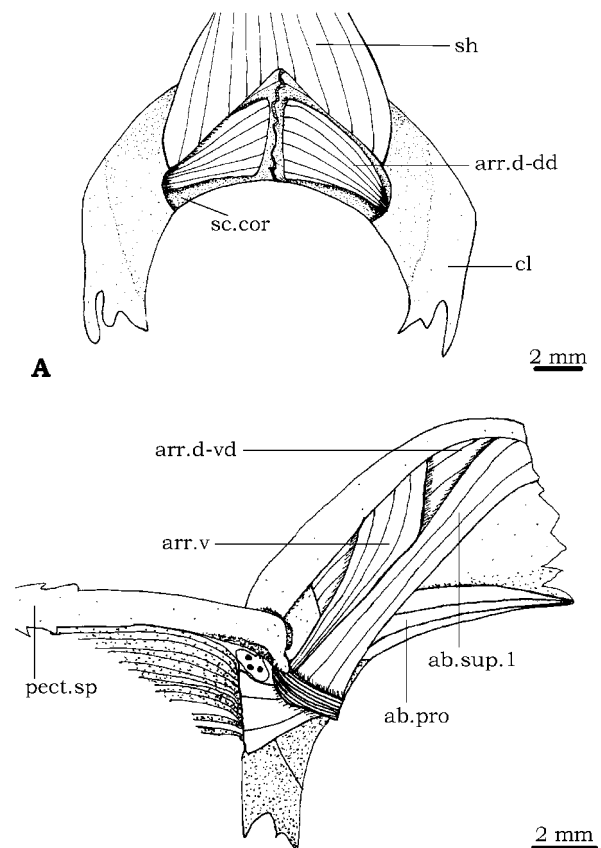 sh
arr.d-dd
sc.cor
cl
2 mm
A
arr.d-vd
arr.v
ab.sup.1
pect.sp
ab.pro
2 mm